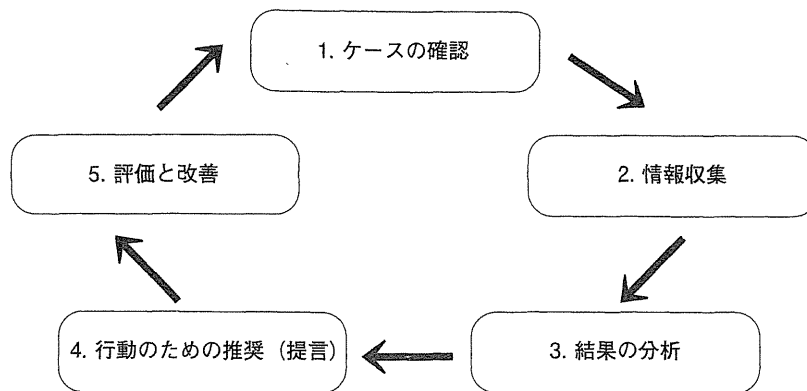 1. ケースの確認
2. 情報収集
3. 結果の分析
4. 行動のための推奨（提言）
5. 評価と改善